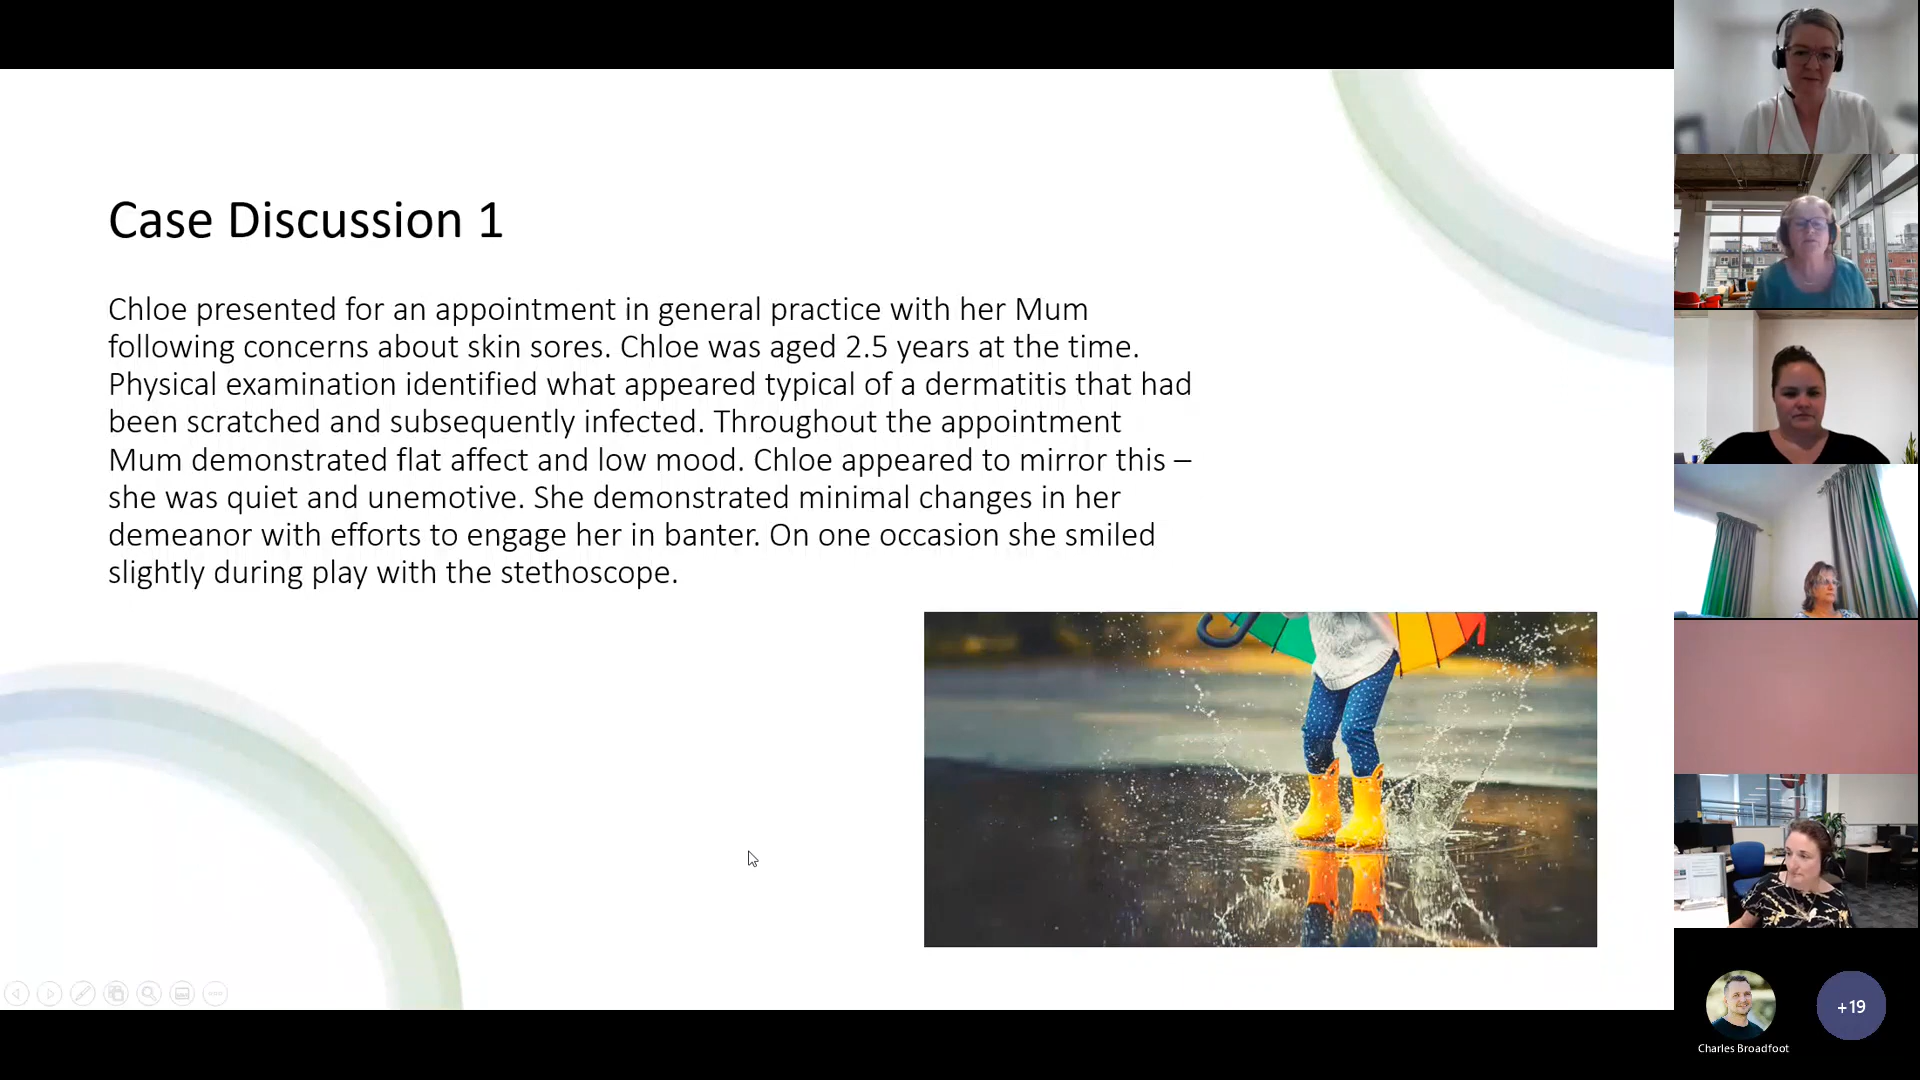 Case Discussion 1
Chloe presented for an appointment in general practice with her Mum
following concerns about skin sores. Chloe was aged 2.5 years at the time.
Physical examination identified what appeared typical of a dermatitis that had
been scratched and subsequently infected. Throughout the appointment
Mum demonstrated flat affect and low mood. Chloe appeared to mirror this –
she was quiet and unemotive. She demonstrated minimal changes in her
demeanor with efforts to engage her in banter. On one occasion she smiled
slightly during play with the stethoscope.
+19
Charles Broadfoot